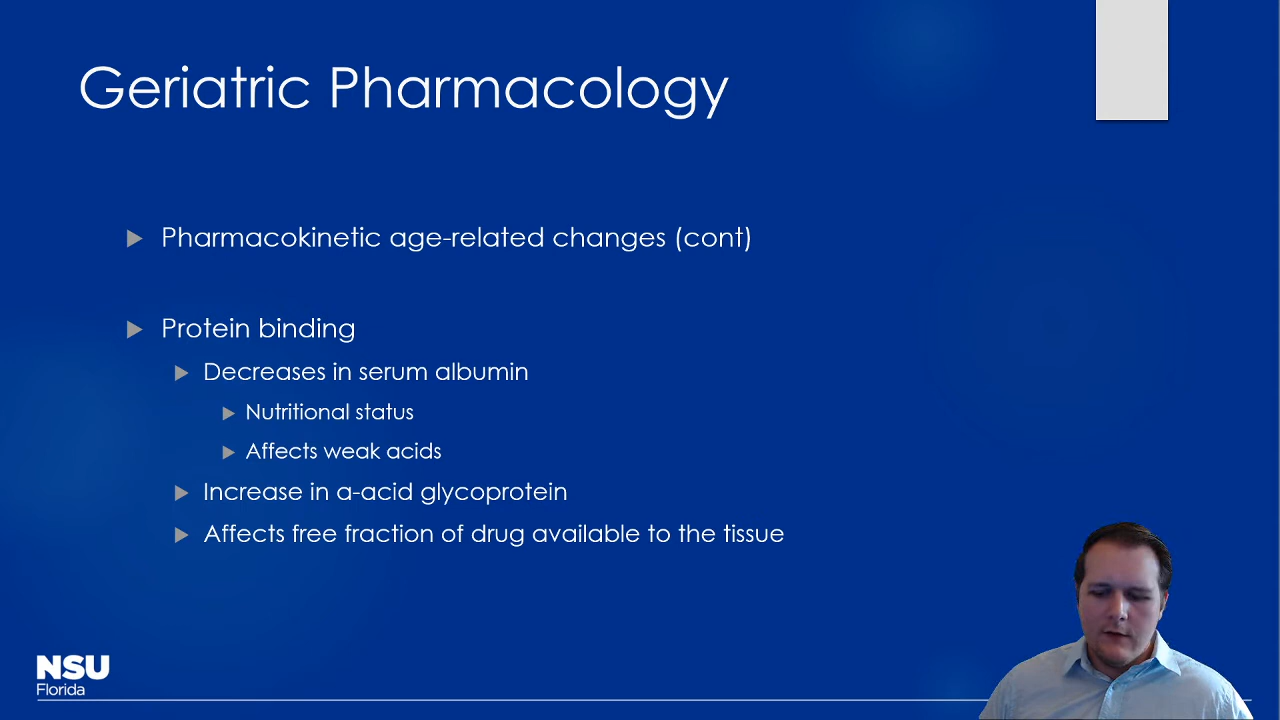 Geriatric Pharmacology
Pharmacokinetic age-related changes (cont)
Protein binding
Decreases in serum albumin
Nutritional status
Affects weak acids
Increase in a-acid glycoprotein
Affects free fraction of drug available to the tissue
NSU
Florida